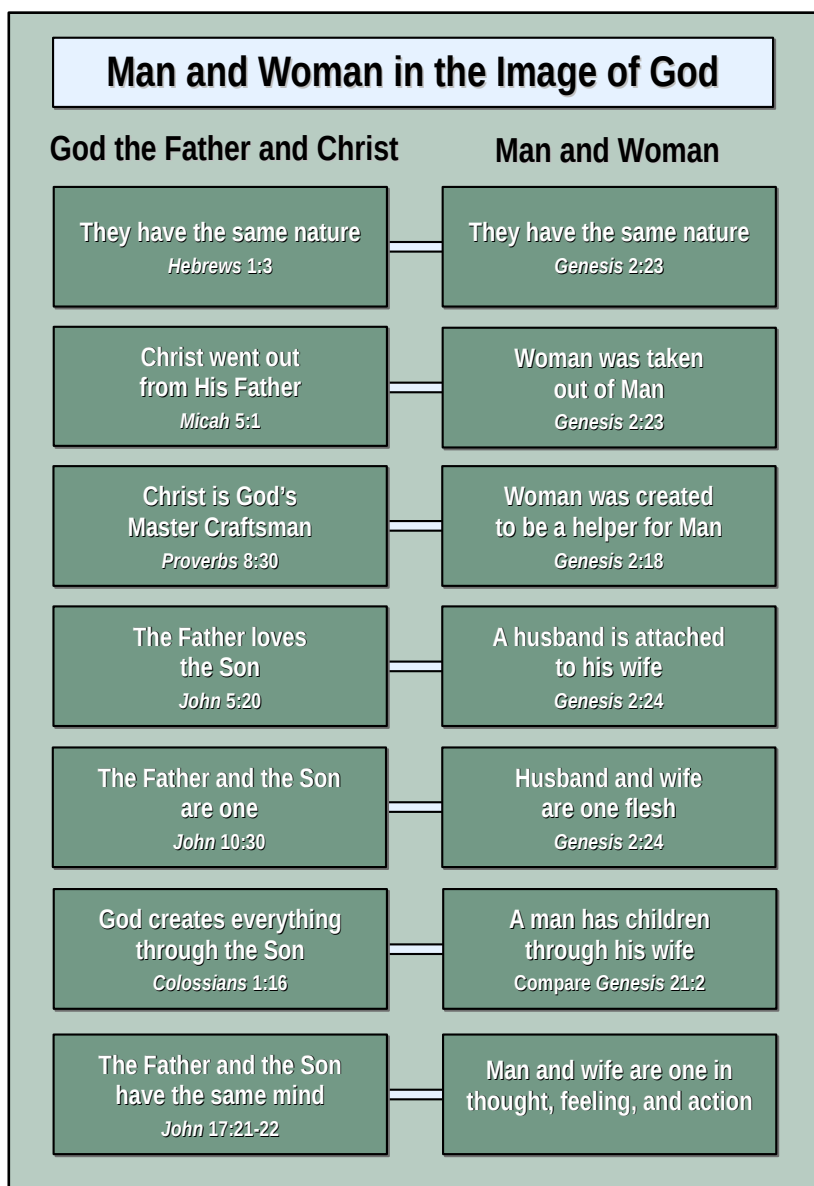 Man and Woman in the Image of God
God the Father and Christ
Man and Woman
They have the same nature
Hebrews 1:3
They have the same nature
Genesis 2:23
Christ went out
from His Father
Micah 5:1
Woman was taken
out of Man
Genesis 2:23
Christ is God’s
Master Craftsman
Proverbs 8:30
Woman was created
to be a helper for Man
Genesis 2:18
The Father loves
the Son
John 5:20
A husband is attached
to his wife
Genesis 2:24
The Father and the Son
are one
John 10:30
Husband and wife
are one flesh
Genesis 2:24
God creates everything
through the Son
Colossians 1:16
A man has children
through his wife
Compare Genesis 21:2
The Father and the Son
have the same mind
John 17:21-22
Man and wife are one in
thought, feeling, and action